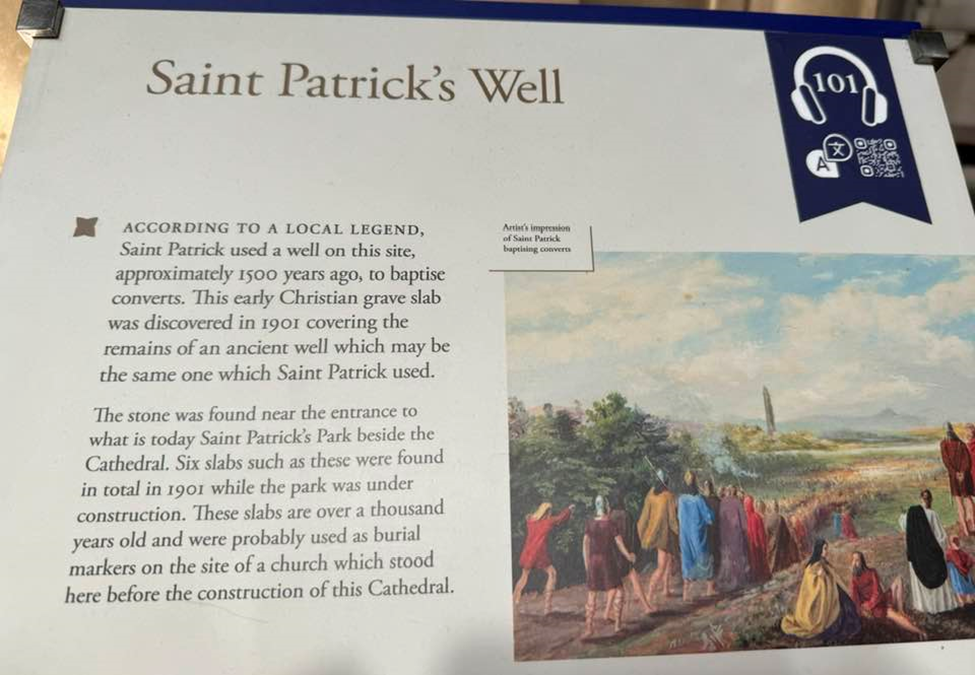 Saint Patrick's Well
101
A 文
ACCORDING TO A LOCAL LEGEND,
Saint Patrick used a well on this site,
approximately 1500 years ago, to baptise
converts. This early Christian grave slab
was discovered in 1901 covering the
remains of an ancient well which may be
the same one which Saint Patrick used.
The stone was found near the entrance to
what is today Saint Patrick's Park beside the
Cathedral. Six slabs such as these were found
in total in 1901 while the park was under
construction. These slabs are over a thousand
years old and were probably used as burial
markers on the site of a church which stood
here before the construction of this Cathedral.
Artist's impression
of Saint Patrick
baptising converts